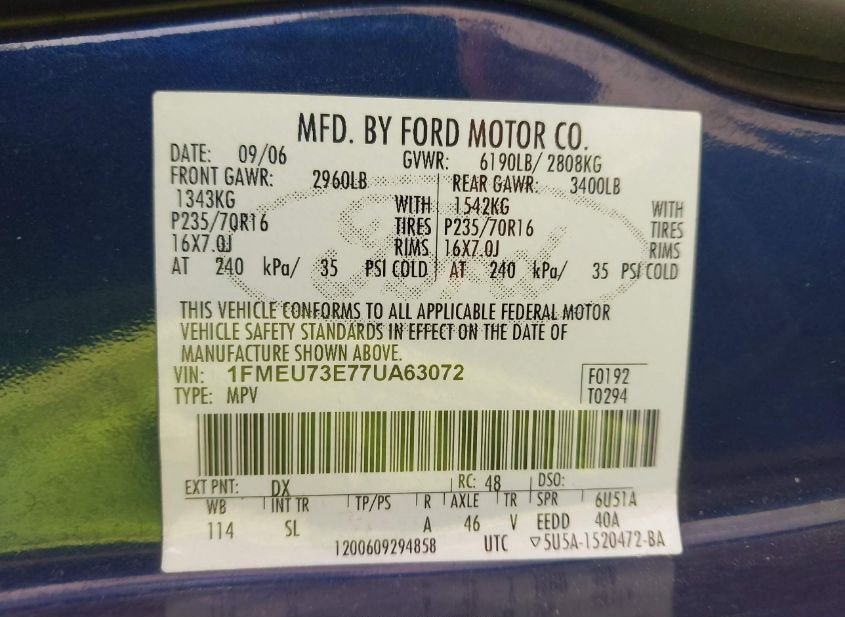 MFD. BY FORD MOTOR CO.
DATE: 09/06 GVWR: 6190LB/ 2808KG
FRONT GAWR: 2960LB REAR GAWR: 3400LB
1343KG WITH 1542KG WITH
P235/70R16 TIRES P235/70R16 TIRES
16X7.0J RIMS 16X7.0J RIMS
AT 240 kPa/ 35 PSI COLD AT 240 kPa/ 35 PSI COLD
Ford
THIS VEHICLE CONFORMS TO ALL APPLICABLE FEDERAL MOTOR
VEHICLE SAFETY STANDARDS IN EFFECT ON THE DATE OF
MANUFACTURE SHOWN ABOVE.
VIN: 1FMEU73E77UA63072 F0192
TYPE: MPV T0294
EXT PNT: DX RC: 48 DSO:
WB INT TR TP/PS R AXLE TR SPR 6U51A
114 SL A 46 V EEDD 40A
1200609294858 UTC ▽5U5A-1520472-BA